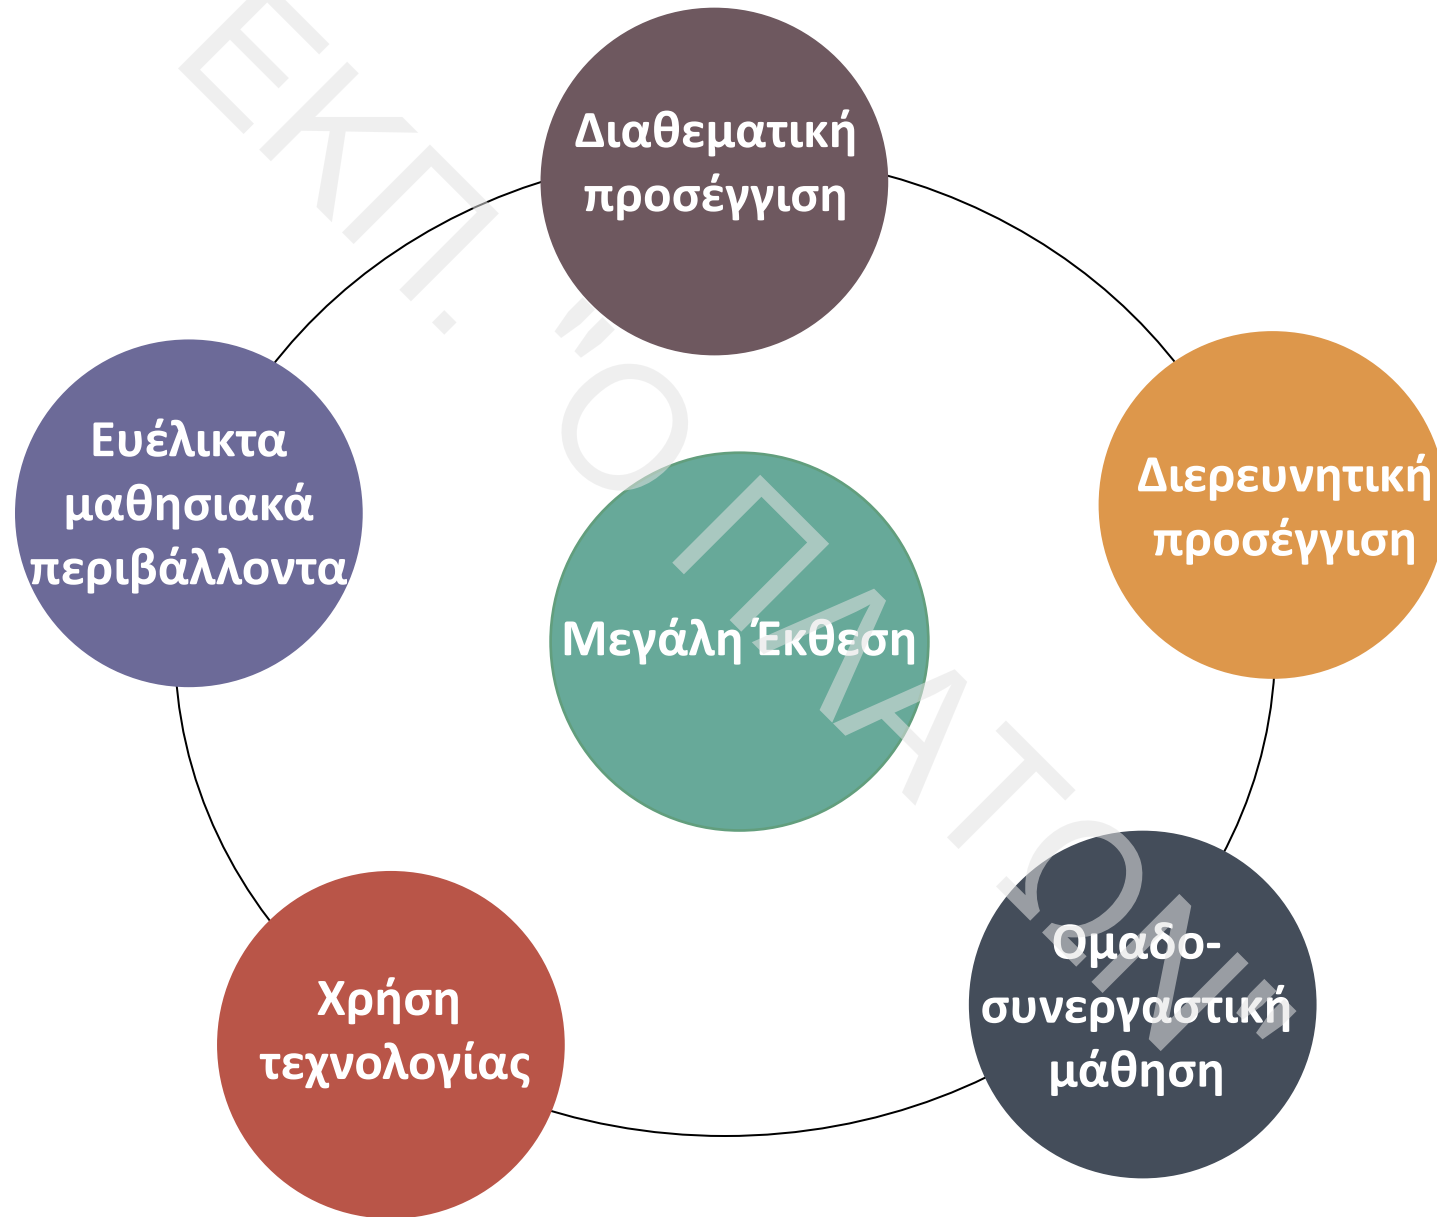 Διαθεματική
προσέγγιση
Διερευνητική
προσέγγιση
Ομαδο-
συνεργαστική
μάθηση
Χρήση
τεχνολογίας
Ευέλικτα
μαθησιακά
περιβάλλοντα
Μεγάλη Έκθεση
ΕΚΠ. "Ο ΠΛΑΤΩΝ"